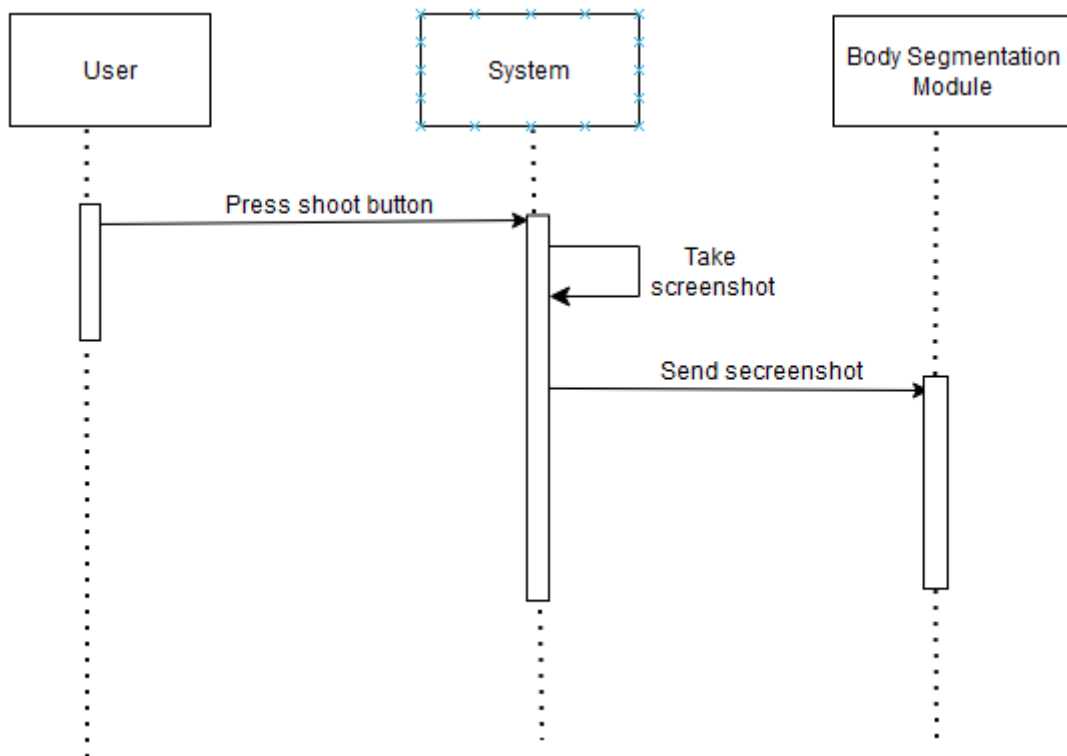 User
System
Body Segmentation
Module
Press shoot button
Take
screenshot
Send secreenshot